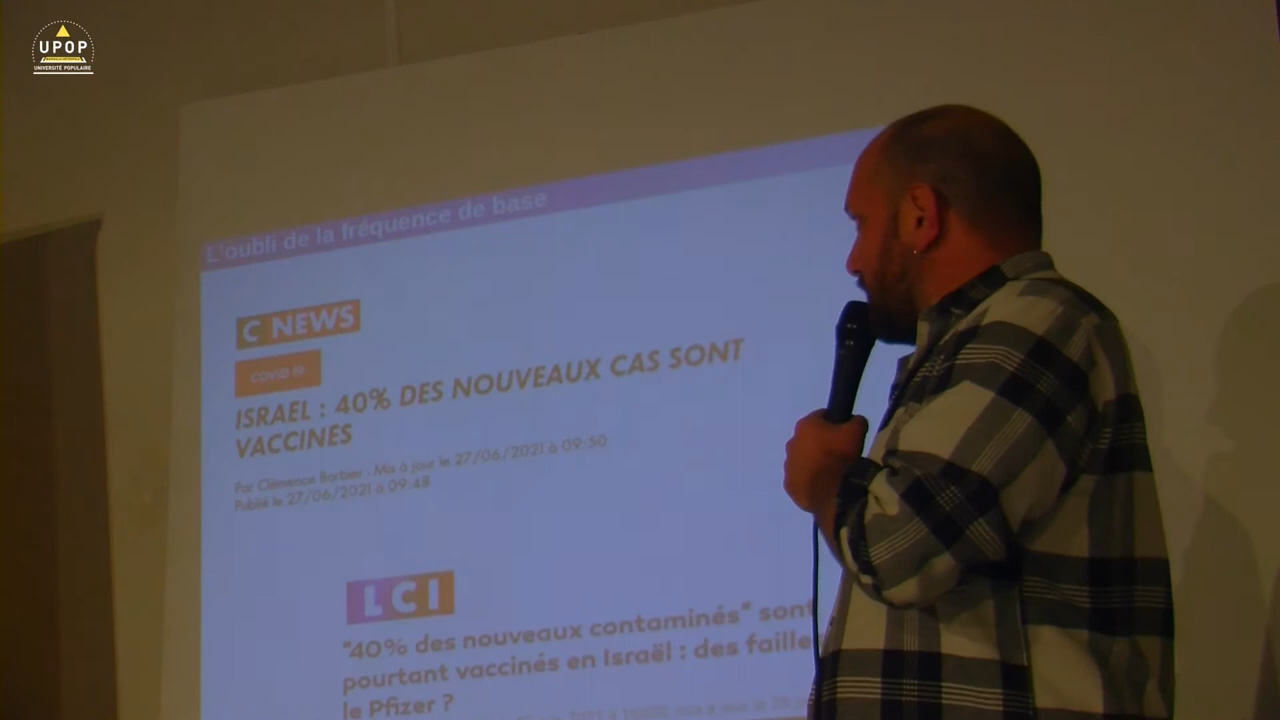 UPOP
UNIVERSITÉ POPULAIRE
L'oubli de la fréquence de base
C NEWS
COVID 19
ISRAEL : 40% DES NOUVEAUX CAS SONT
VACCINES
Par Clémence Barbier - Mis à jour le 27/06/2021 à 09:50
Publié le 27/06/2021 à 09:48
LCI
"40% des nouveaux contaminés" sont
pourtant vaccinés en Israël : des faille
le Pfizer ?